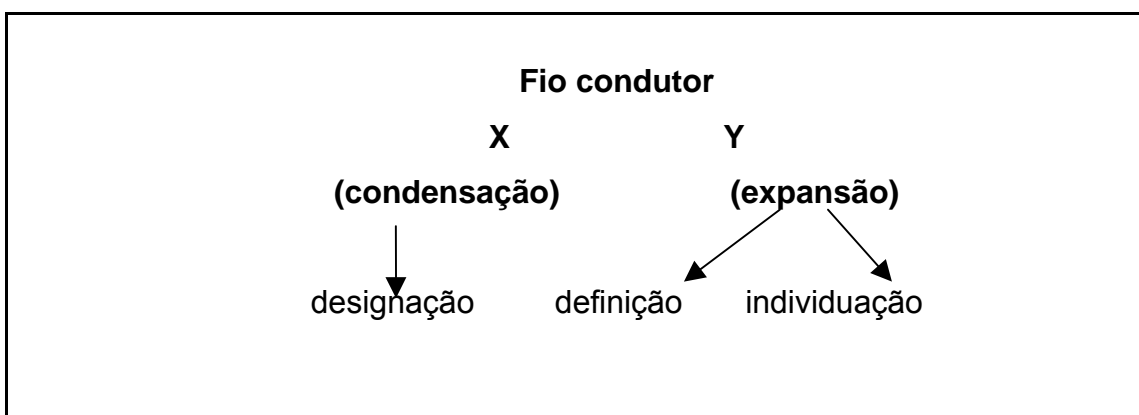 Fio condutor
X Y
(condensação) (expansão)
designação definição individuação